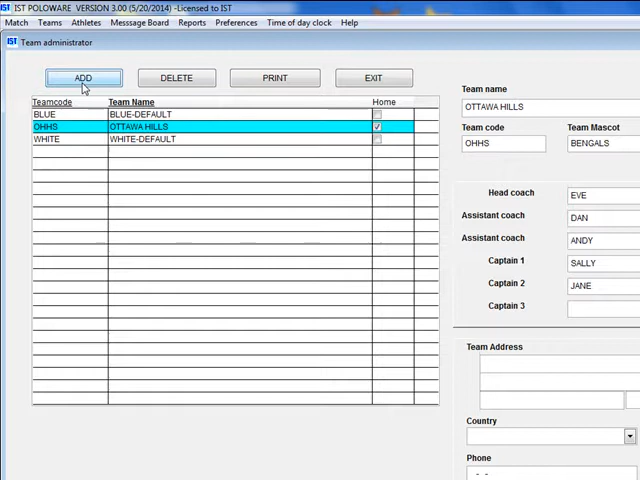 IST POLOWARE VERSION 3.00 (5/20/2014) -Licensed to IST
Match Teams Athletes Messsage Board Reports Preferences Time of day clock Help
IST Team administrator
ADD DELETE PRINT EXIT
Teamcode Team Name Home
BLUE BLUE-DEFAULT
OHHS OTTAWA HILLS
WHITE WHITE-DEFAULT
Team name
OTTAWA HILLS
Team code Team Mascot
OHHS BENGALS
Head coach EVE
Assistant coach DAN
Assistant coach ANDY
Captain 1 SALLY
Captain 2 JANE
Captain 3
Team Address
Country
Phone
- -